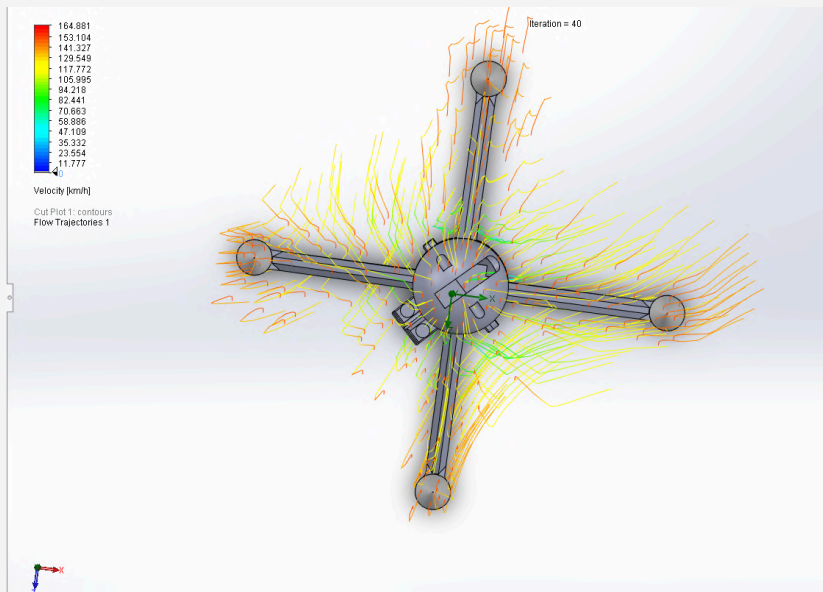 164.881
153.104
141.327
129.549
117.772
105.995
94.218
82.441
70.663
58.886
47.109
35.332
23.554
11.777
0
Velocity [km/h]
Cut Plot 1: contours
Flow Trajectories 1
Iteration = 40
X
X